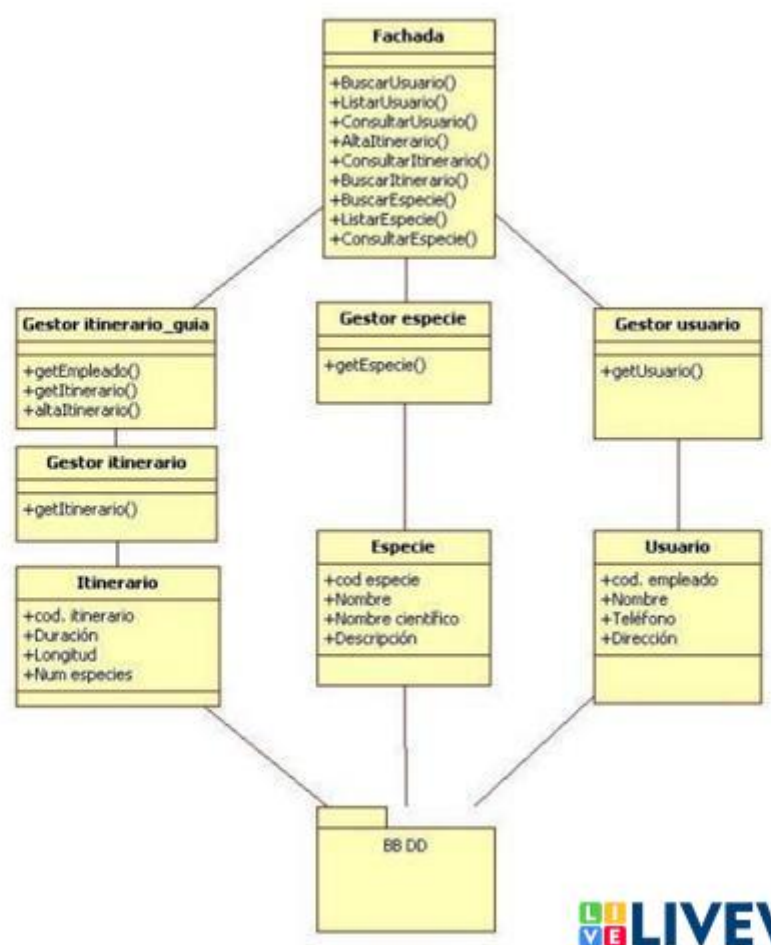 Fachada
+BuscarUsuario()
+ListarUsuario()
+ConsultarUsuario()
+AltaItinerario()
+ConsultarItinerario()
+BuscarItinerario()
+BuscarEspecie()
+ListarEspecie()
+ConsultarEspecie()
Gestor itinerario_guia
+getEmpleado()
+getItinerario()
+altaItinerario()
Gestor especie
+getEspecie()
Gestor usuario
+getUsuario()
Gestor itinerario
+getItinerario()
Itinerario
+cod. itinerario
+Duración
+Longitud
+Num especies
Especie
+cod especie
+Nombre
+Nombre científico
+Descripción
Usuario
+cod. empleado
+Nombre
+Teléfono
+Dirección
BB DD
LIVE LIVEV